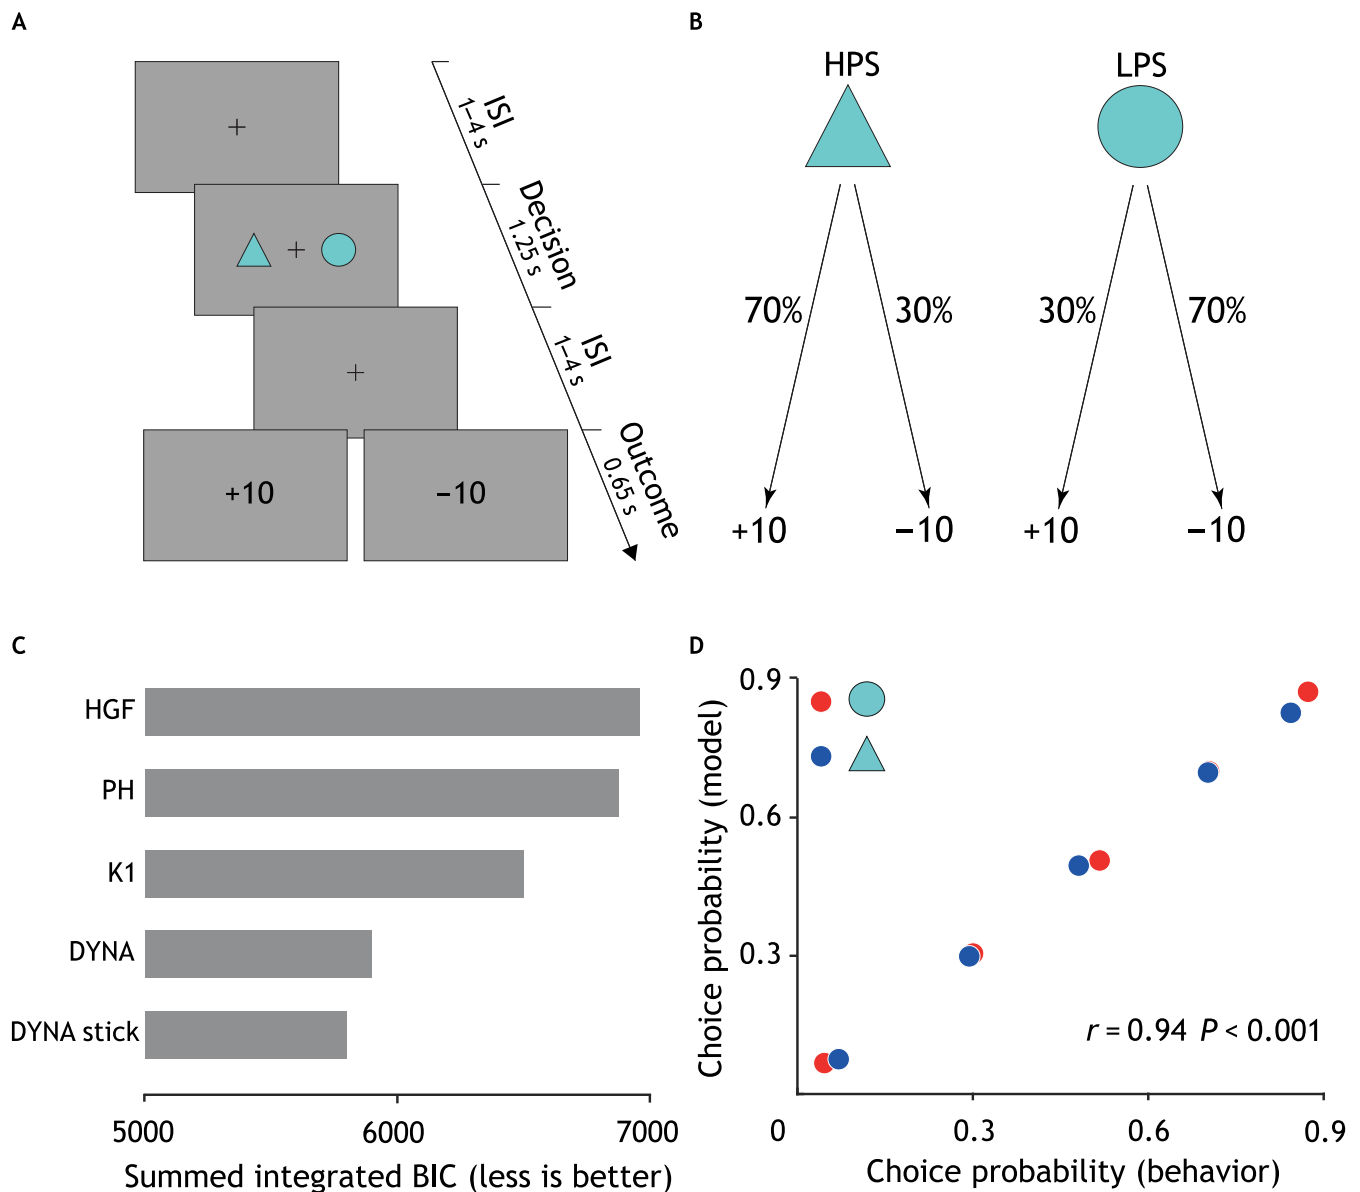 A
ISI
1–4 s
Decision
1.25 s
ISI
1–4 s
Outcome
0.65 s
+
+
+
+10
−10
B
HPS
LPS
70%
30%
30%
70%
+10
−10
+10
−10
C
HGF
PH
K1
DYNA
DYNA stick
5000
6000
7000
Summed integrated BIC (less is better)
D
Choice probability (model)
0.9
0.6
0.3
r = 0.94 P < 0.001
0
0.3
0.6
0.9
Choice probability (behavior)